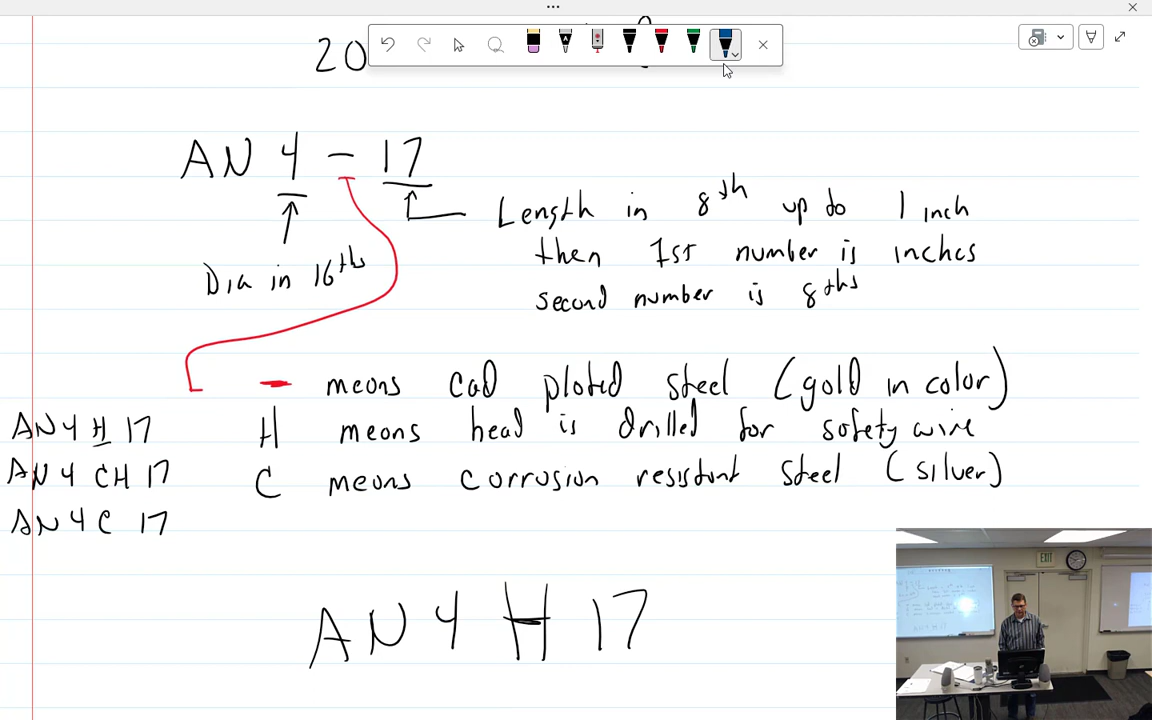 20
AN 4 - 17
Length in 8th up to 1 inch
then 1st number is inches
second number is 8ths
Dia in 16ths
- means cad plated steel (gold in color)
AN 4 H 17
H means head is drilled for safety wire
AN 4 CH 17
C means corrosion resistant steel (silver)
AN 4 C 17
AN 4 H 17
EXIT